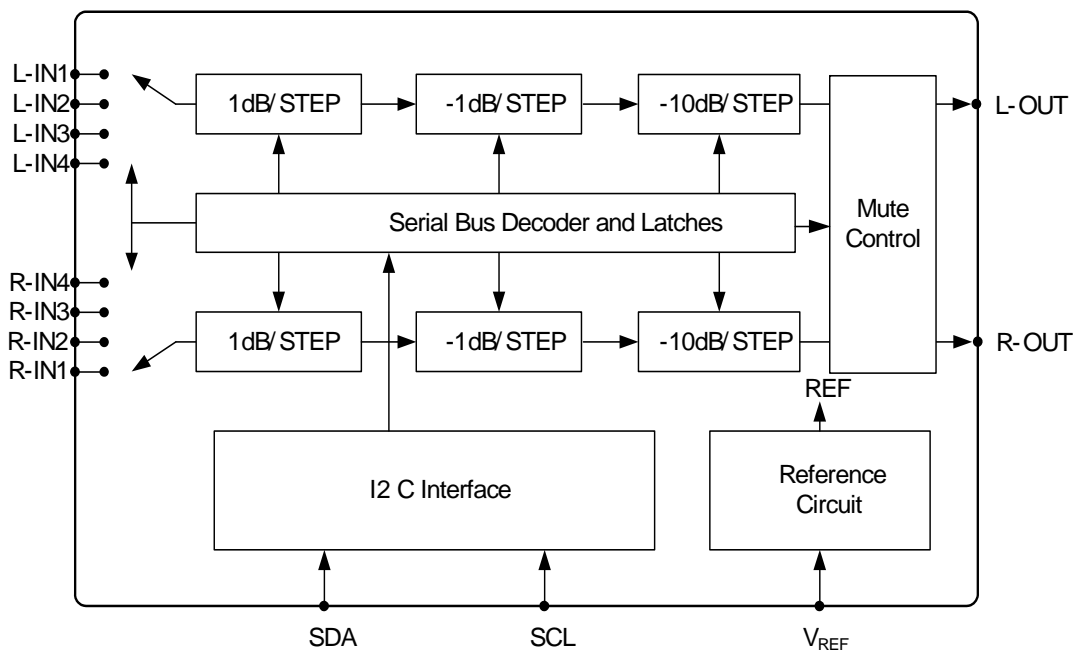 L-IN1
L-IN2
L-IN3
L-IN4
1dB/STEP
-1dB/STEP
-10dB/STEP
L-OUT
Serial Bus Decoder and Latches
Mute
Control
R-IN4
R-IN3
R-IN2
R-IN1
1dB/STEP
-1dB/STEP
-10dB/STEP
R-OUT
REF
I2 C Interface
Reference
Circuit
SDA
SCL
VREF